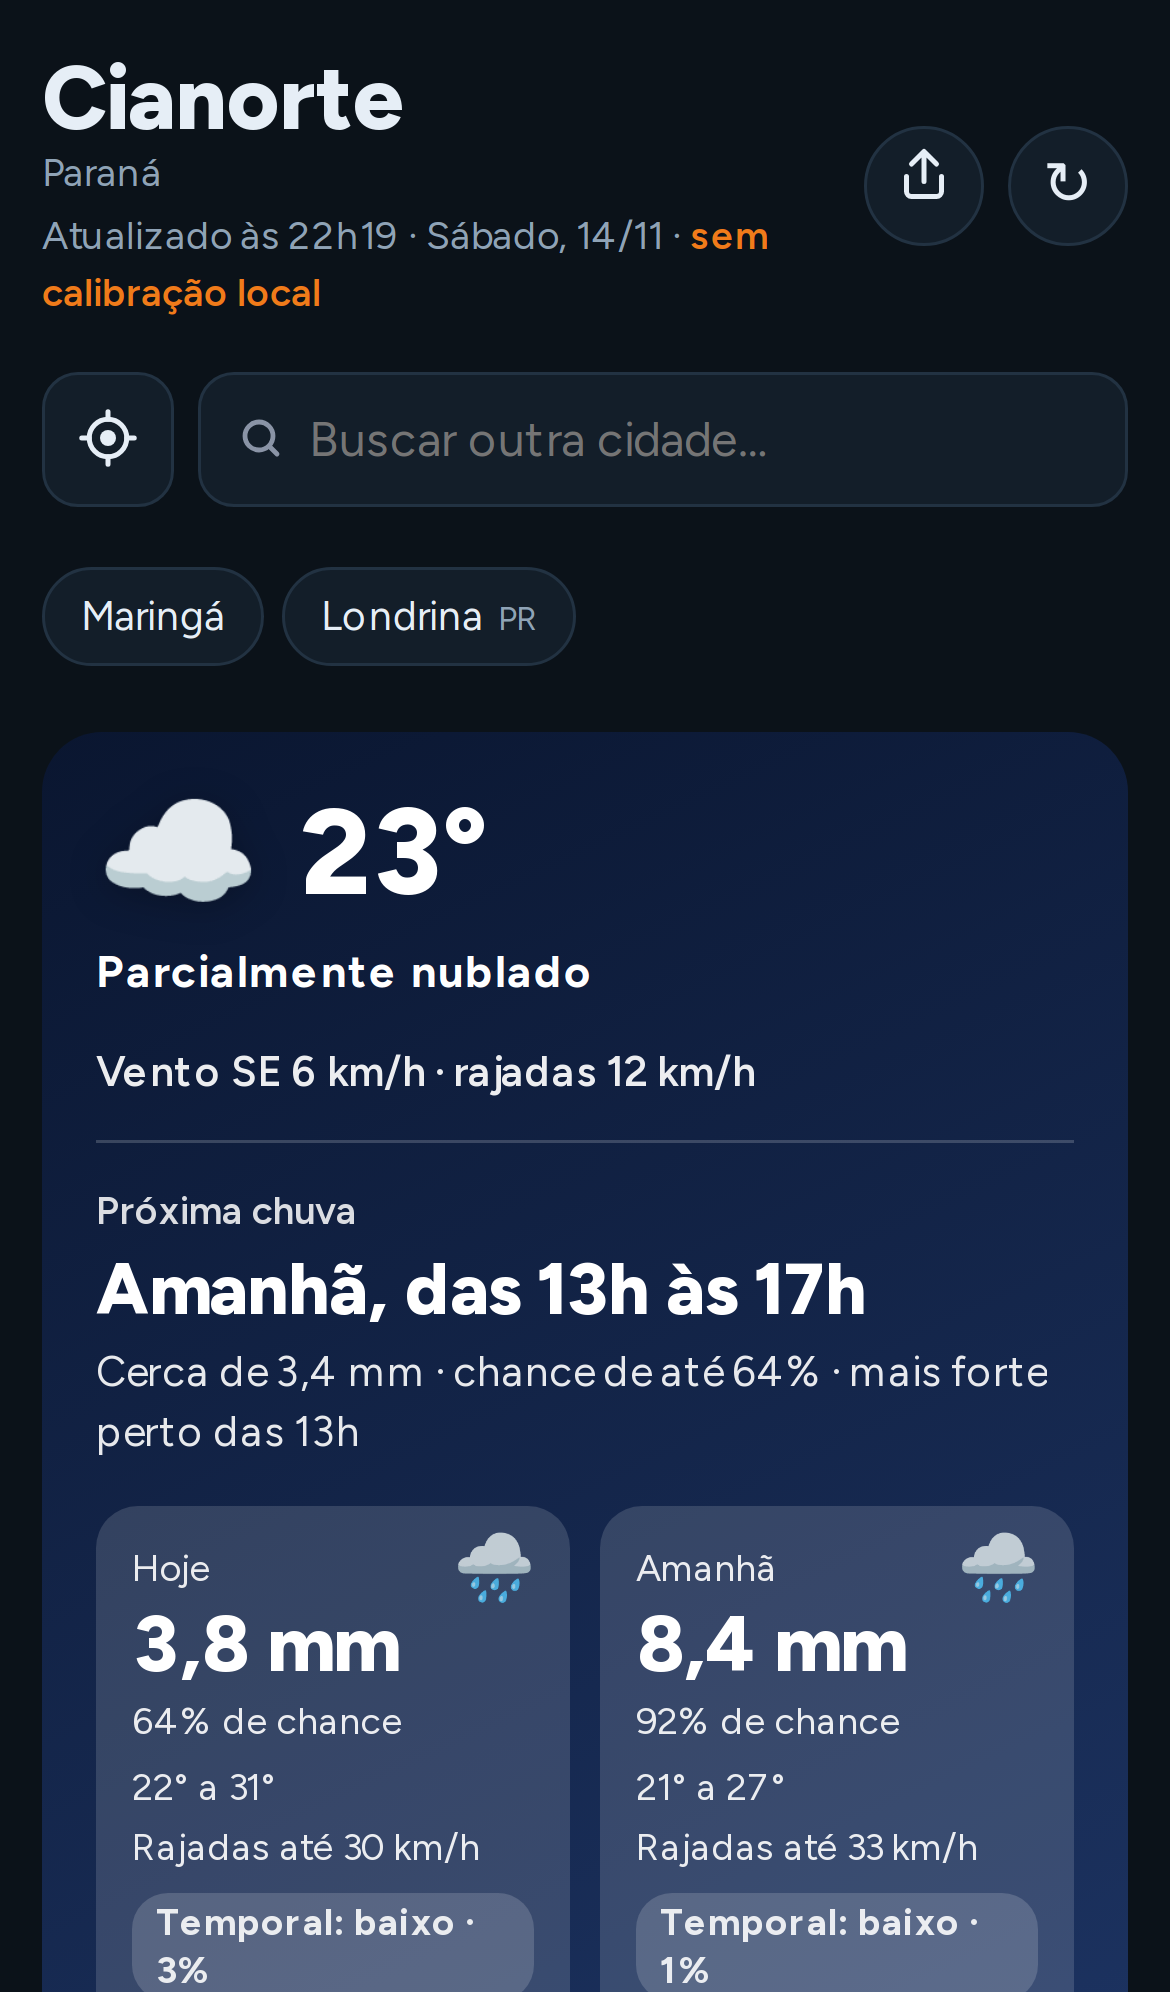 Cianorte
Paraná
Atualizado às 22h19 · Sábado, 14/11 · sem
calibração local
Buscar outra cidade...
Maringá
Londrina PR
23°
Parcialmente nublado
Vento SE 6 km/h · rajadas 12 km/h
Próxima chuva
Amanhã, das 13h às 17h
Cerca de 3,4 mm · chance de até 64% · mais forte
perto das 13h
Hoje
3,8 mm
64% de chance
22° a 31°
Rajadas até 30 km/h
Temporal: baixo ·
3%
Amanhã
8,4 mm
92% de chance
21° a 27°
Rajadas até 33 km/h
Temporal: baixo ·
1%